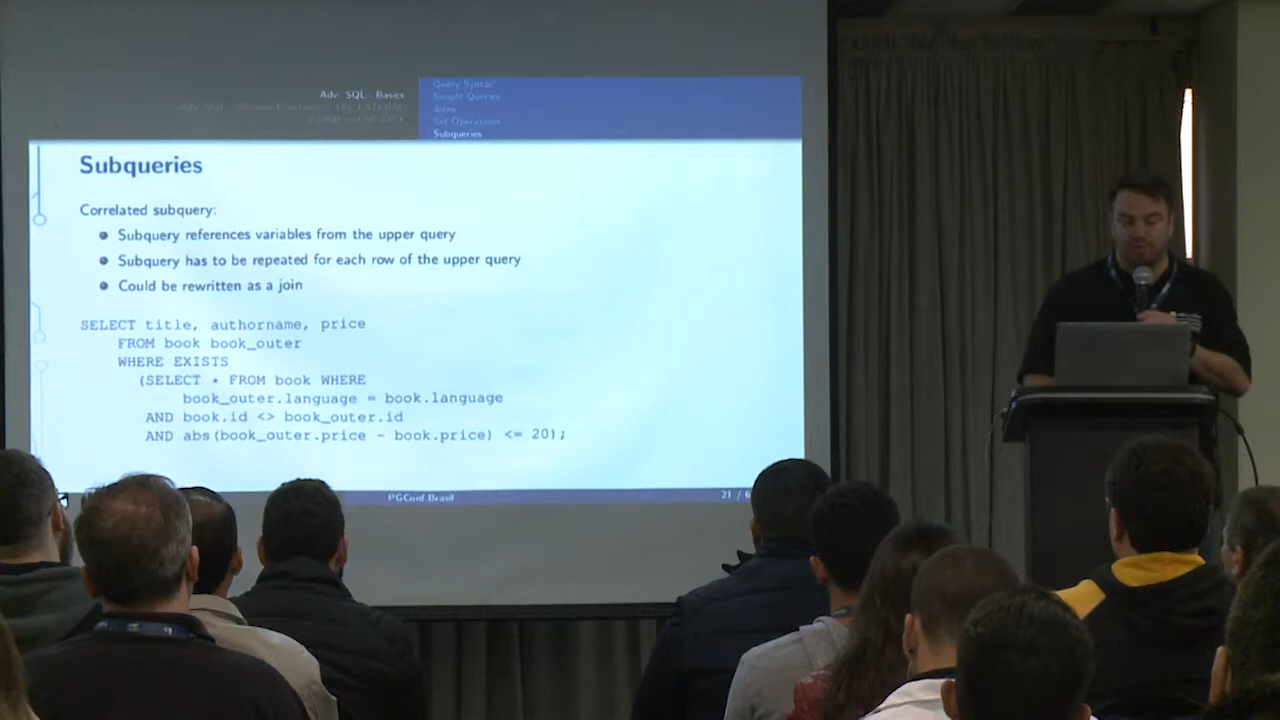 Adv. SQL - Basics
Query Syntax
Simple Queries
Joins
Set Operations
Subqueries
Subqueries
Correlated subquery:
Subquery references variables from the upper query
Subquery has to be repeated for each row of the upper query
Could be rewritten as a join
SELECT title, authorname, price
FROM book book_outer
WHERE EXISTS
(SELECT * FROM book WHERE
book_outer.language = book.language
AND book.id <> book_outer.id
AND abs(book_outer.price - book.price) <= 20);
PGConf.Brasil
21 /